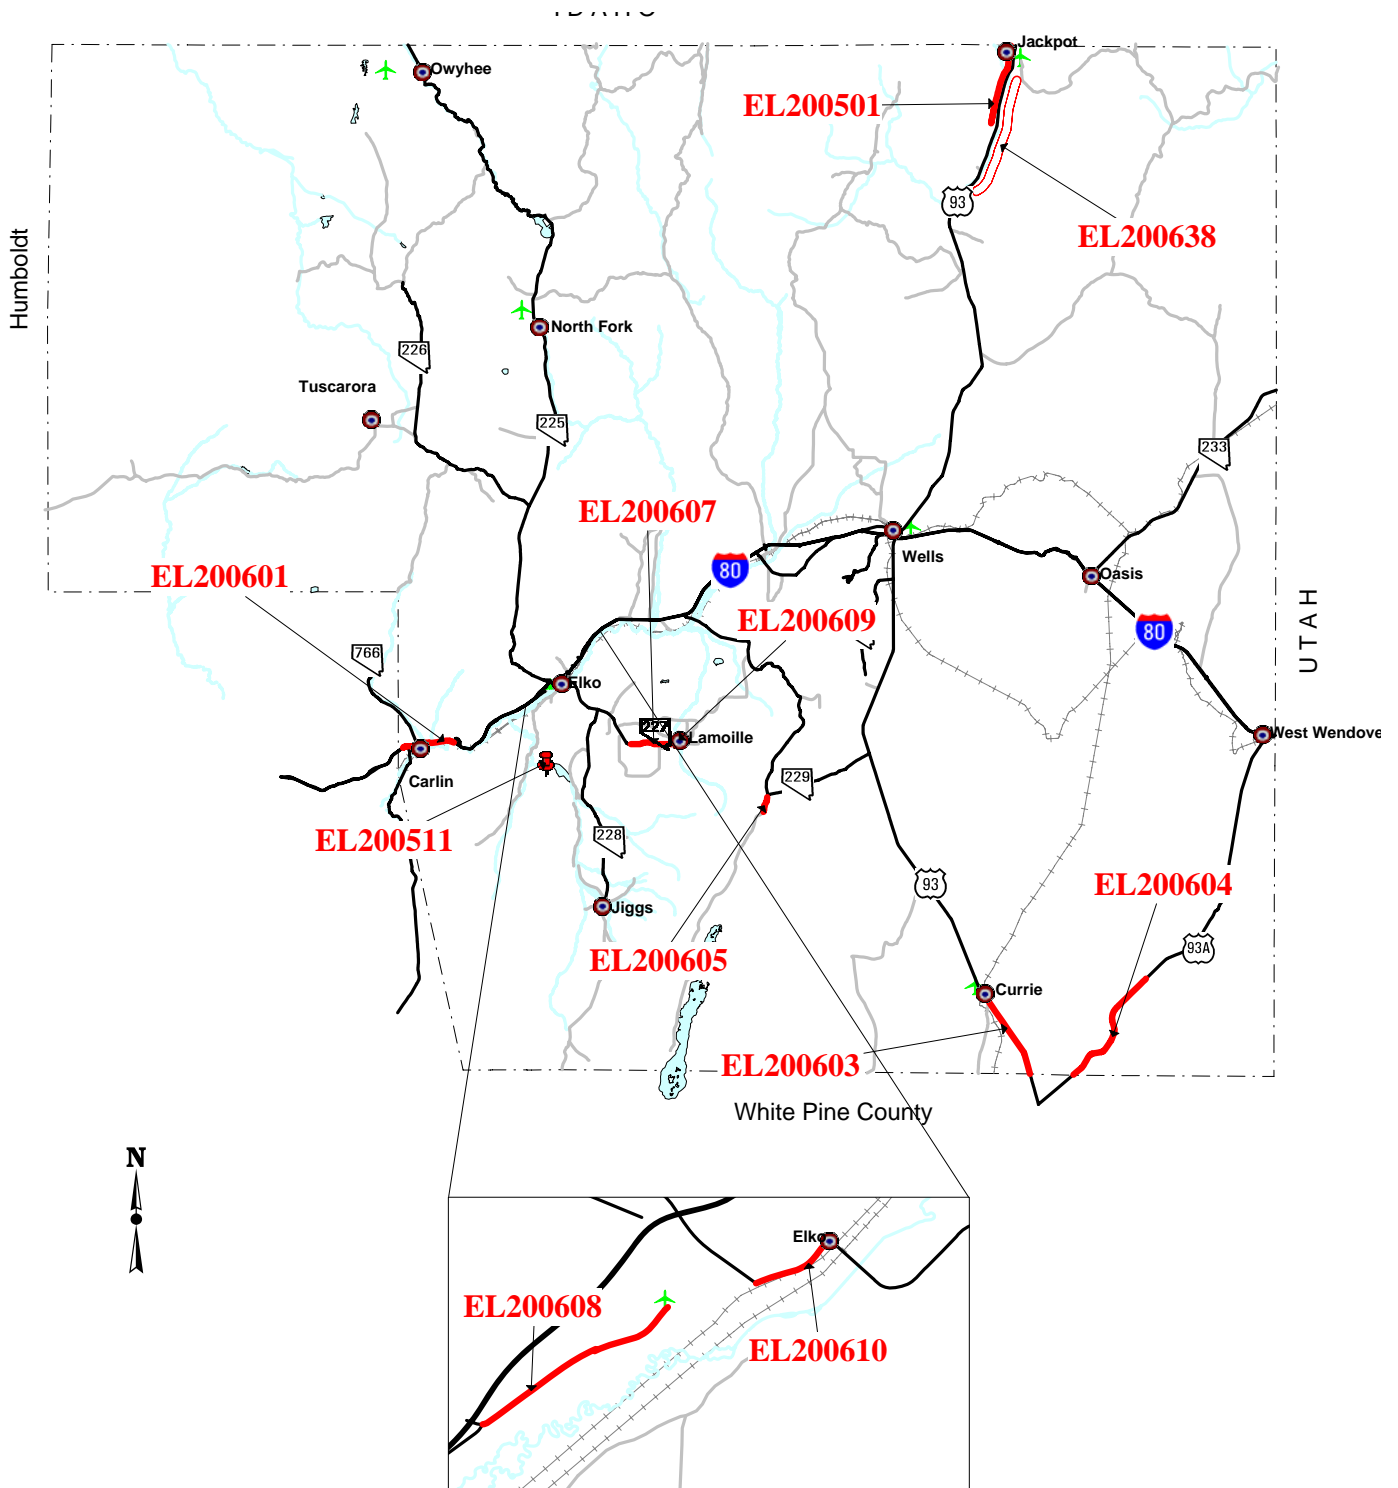 IDAHO
Jackpot
Owyhee
EL200501
93
EL200638
Humboldt
North Fork
226
Tuscarora
225
233
EL200607
Wells
80
Oasis
EL200601
EL200609
UTAH
80
766
Elko
227
Lamoille
West Wendove
Carlin
229
EL200511
228
93
EL200604
Jiggs
93A
EL200605
Currie
EL200603
White Pine County
N
Elko
EL200608
EL200610